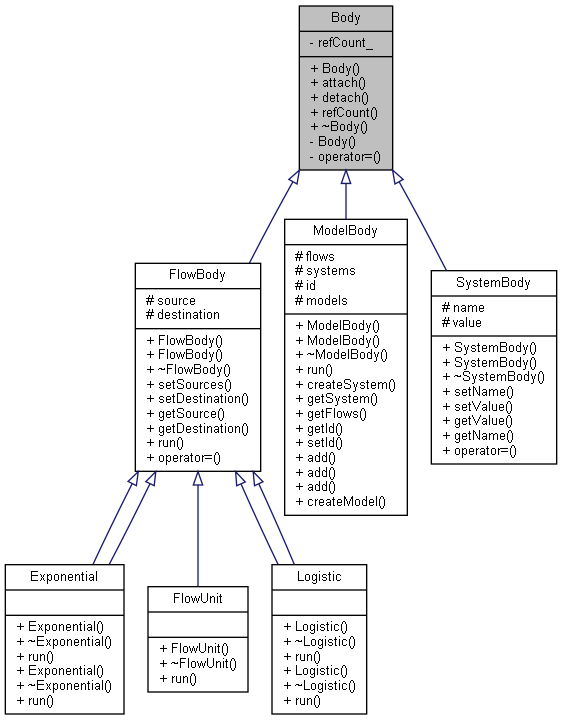 Body
- refCount_
+ Body()
+ attach()
+ detach()
+ refCount()
+ ~Body()
- Body()
- operator=()
FlowBody
# source
# destination
+ FlowBody()
+ FlowBody()
+ ~FlowBody()
+ setSources()
+ setDestination()
+ getSource()
+ getDestination()
+ run()
+ operator=()
ModelBody
# flows
# systems
# id
# models
+ ModelBody()
+ ModelBody()
+ ~ModelBody()
+ run()
+ createSystem()
+ getSystem()
+ getFlows()
+ getId()
+ setId()
+ add()
+ add()
+ add()
+ createModel()
SystemBody
# name
# value
+ SystemBody()
+ SystemBody()
+ ~SystemBody()
+ setName()
+ setValue()
+ getValue()
+ getName()
+ operator=()
Exponential
+ Exponential()
+ ~Exponential()
+ run()
+ Exponential()
+ ~Exponential()
+ run()
FlowUnit
+ FlowUnit()
+ ~FlowUnit()
+ run()
Logistic
+ Logistic()
+ ~Logistic()
+ run()
+ Logistic()
+ ~Logistic()
+ run()